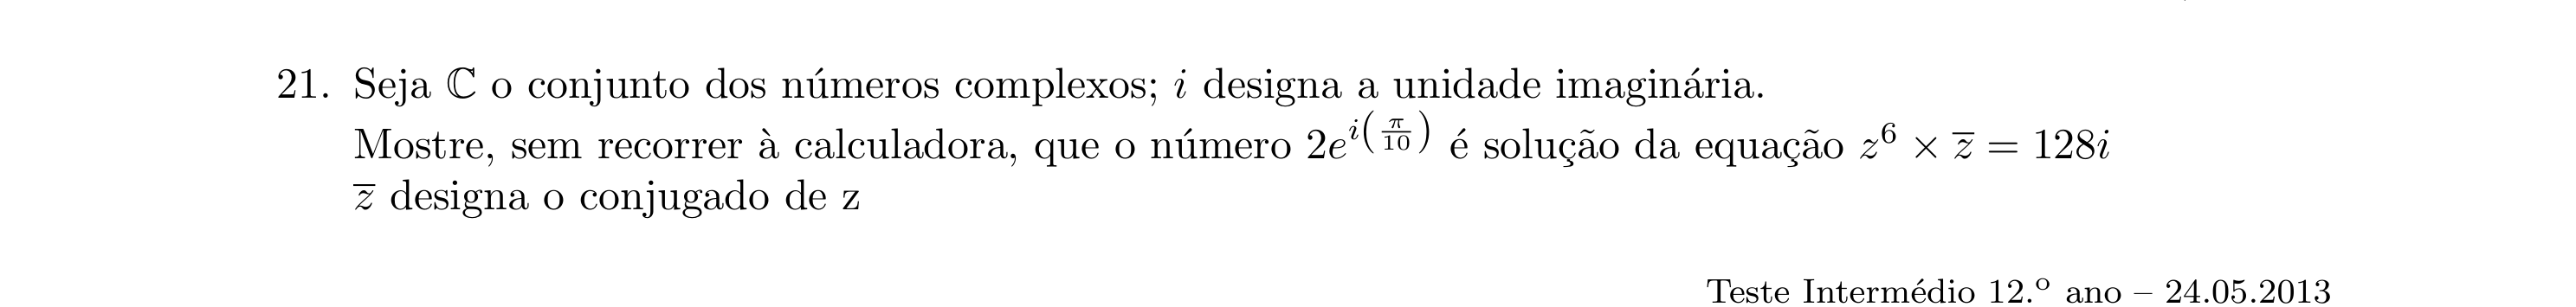 21. Seja ℂ o conjunto dos números complexos; i designa a unidade imaginária.
Mostre, sem recorrer à calculadora, que o número $2e^{i\left(\frac{\pi}{10}\right)}$ é solução da equação $z^6 \times \overline{z} = 128i$
$\overline{z}$ designa o conjugado de z
Teste Intermédio 12.º ano – 24.05.2013